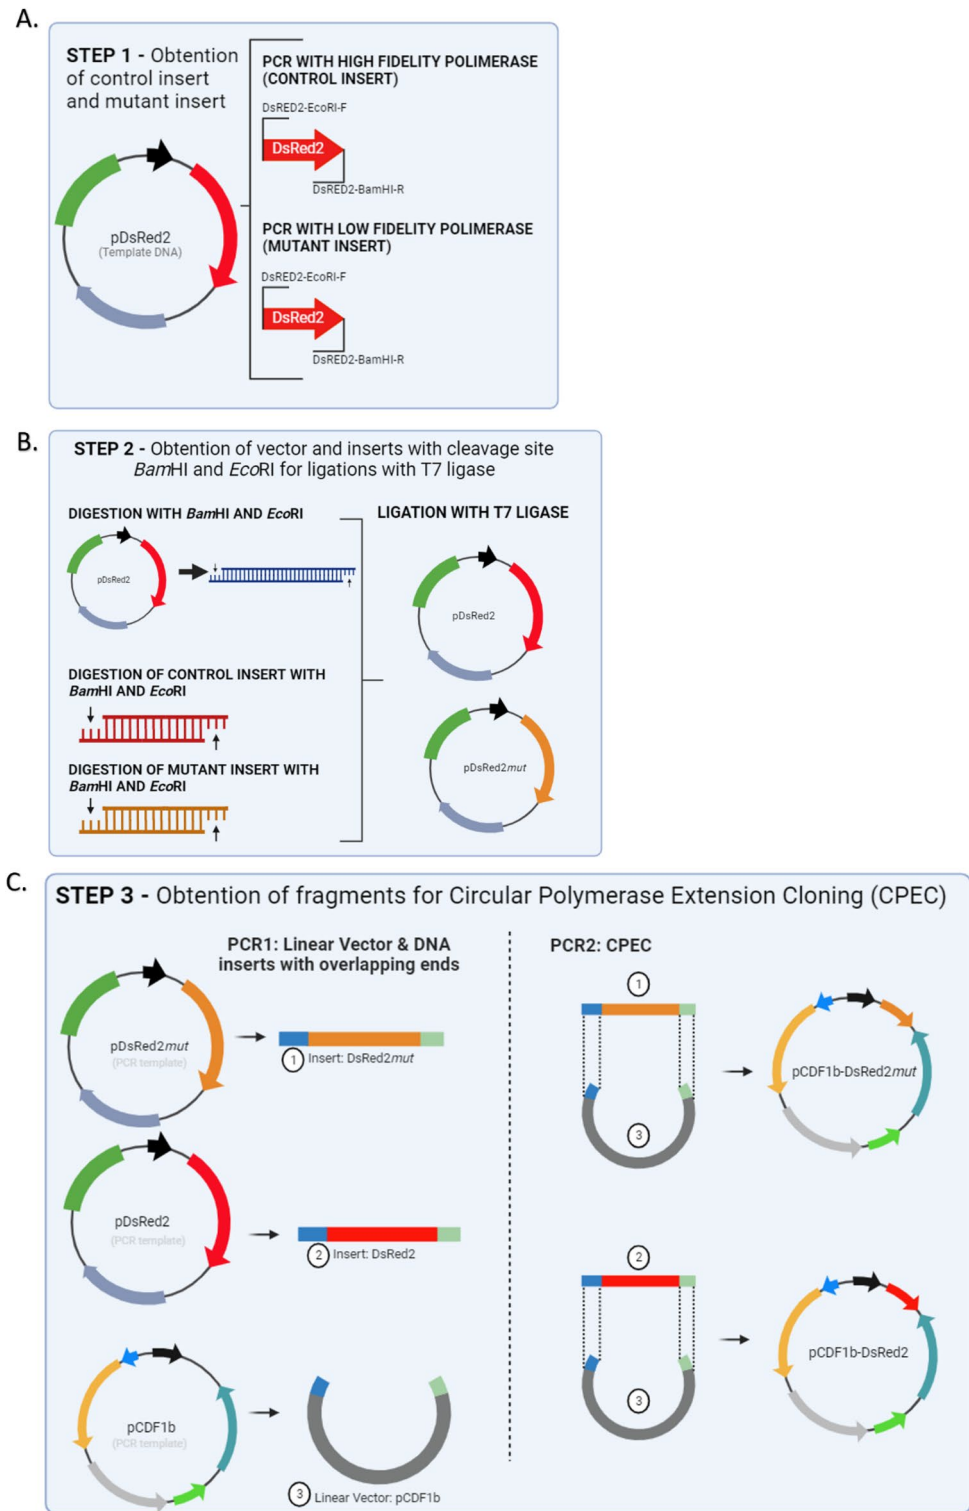 A.
STEP 1 - Obtention
of control insert
and mutant insert
pDsRed2
(Template DNA)
PCR WITH HIGH FIDELITY POLIMERASE
(CONTROL INSERT)
DsRED2-EcoRI-F
DsRed2
DsRED2-BamHI-R
PCR WITH LOW FIDELITY POLIMERASE
(MUTANT INSERT)
DsRED2-EcoRI-F
DsRed2
DsRED2-BamHI-R
B.
STEP 2 - Obtention of vector and inserts with cleavage site
BamHI and EcoRI for ligations with T7 ligase
DIGESTION WITH BamHI AND EcoRI
pDsRed2
DIGESTION OF CONTROL INSERT WITH
BamHI AND EcoRI
DIGESTION OF MUTANT INSERT WITH
BamHI AND EcoRI
LIGATION WITH T7 LIGASE
pDsRed2
pDsRed2mut
C.
STEP 3 - Obtention of fragments for Circular Polymerase Extension Cloning (CPEC)
PCR1: Linear Vector & DNA
inserts with overlapping ends
pDsRed2mut
(PCR template)
1 Insert: DsRed2mut
pDsRed2
(PCR template)
2 Insert: DsRed2
pCDF1b
(PCR template)
3 Linear Vector: pCDF1b
PCR2: CPEC
1
3
pCDF1b-DsRed2mut
2
3
pCDF1b-DsRed2